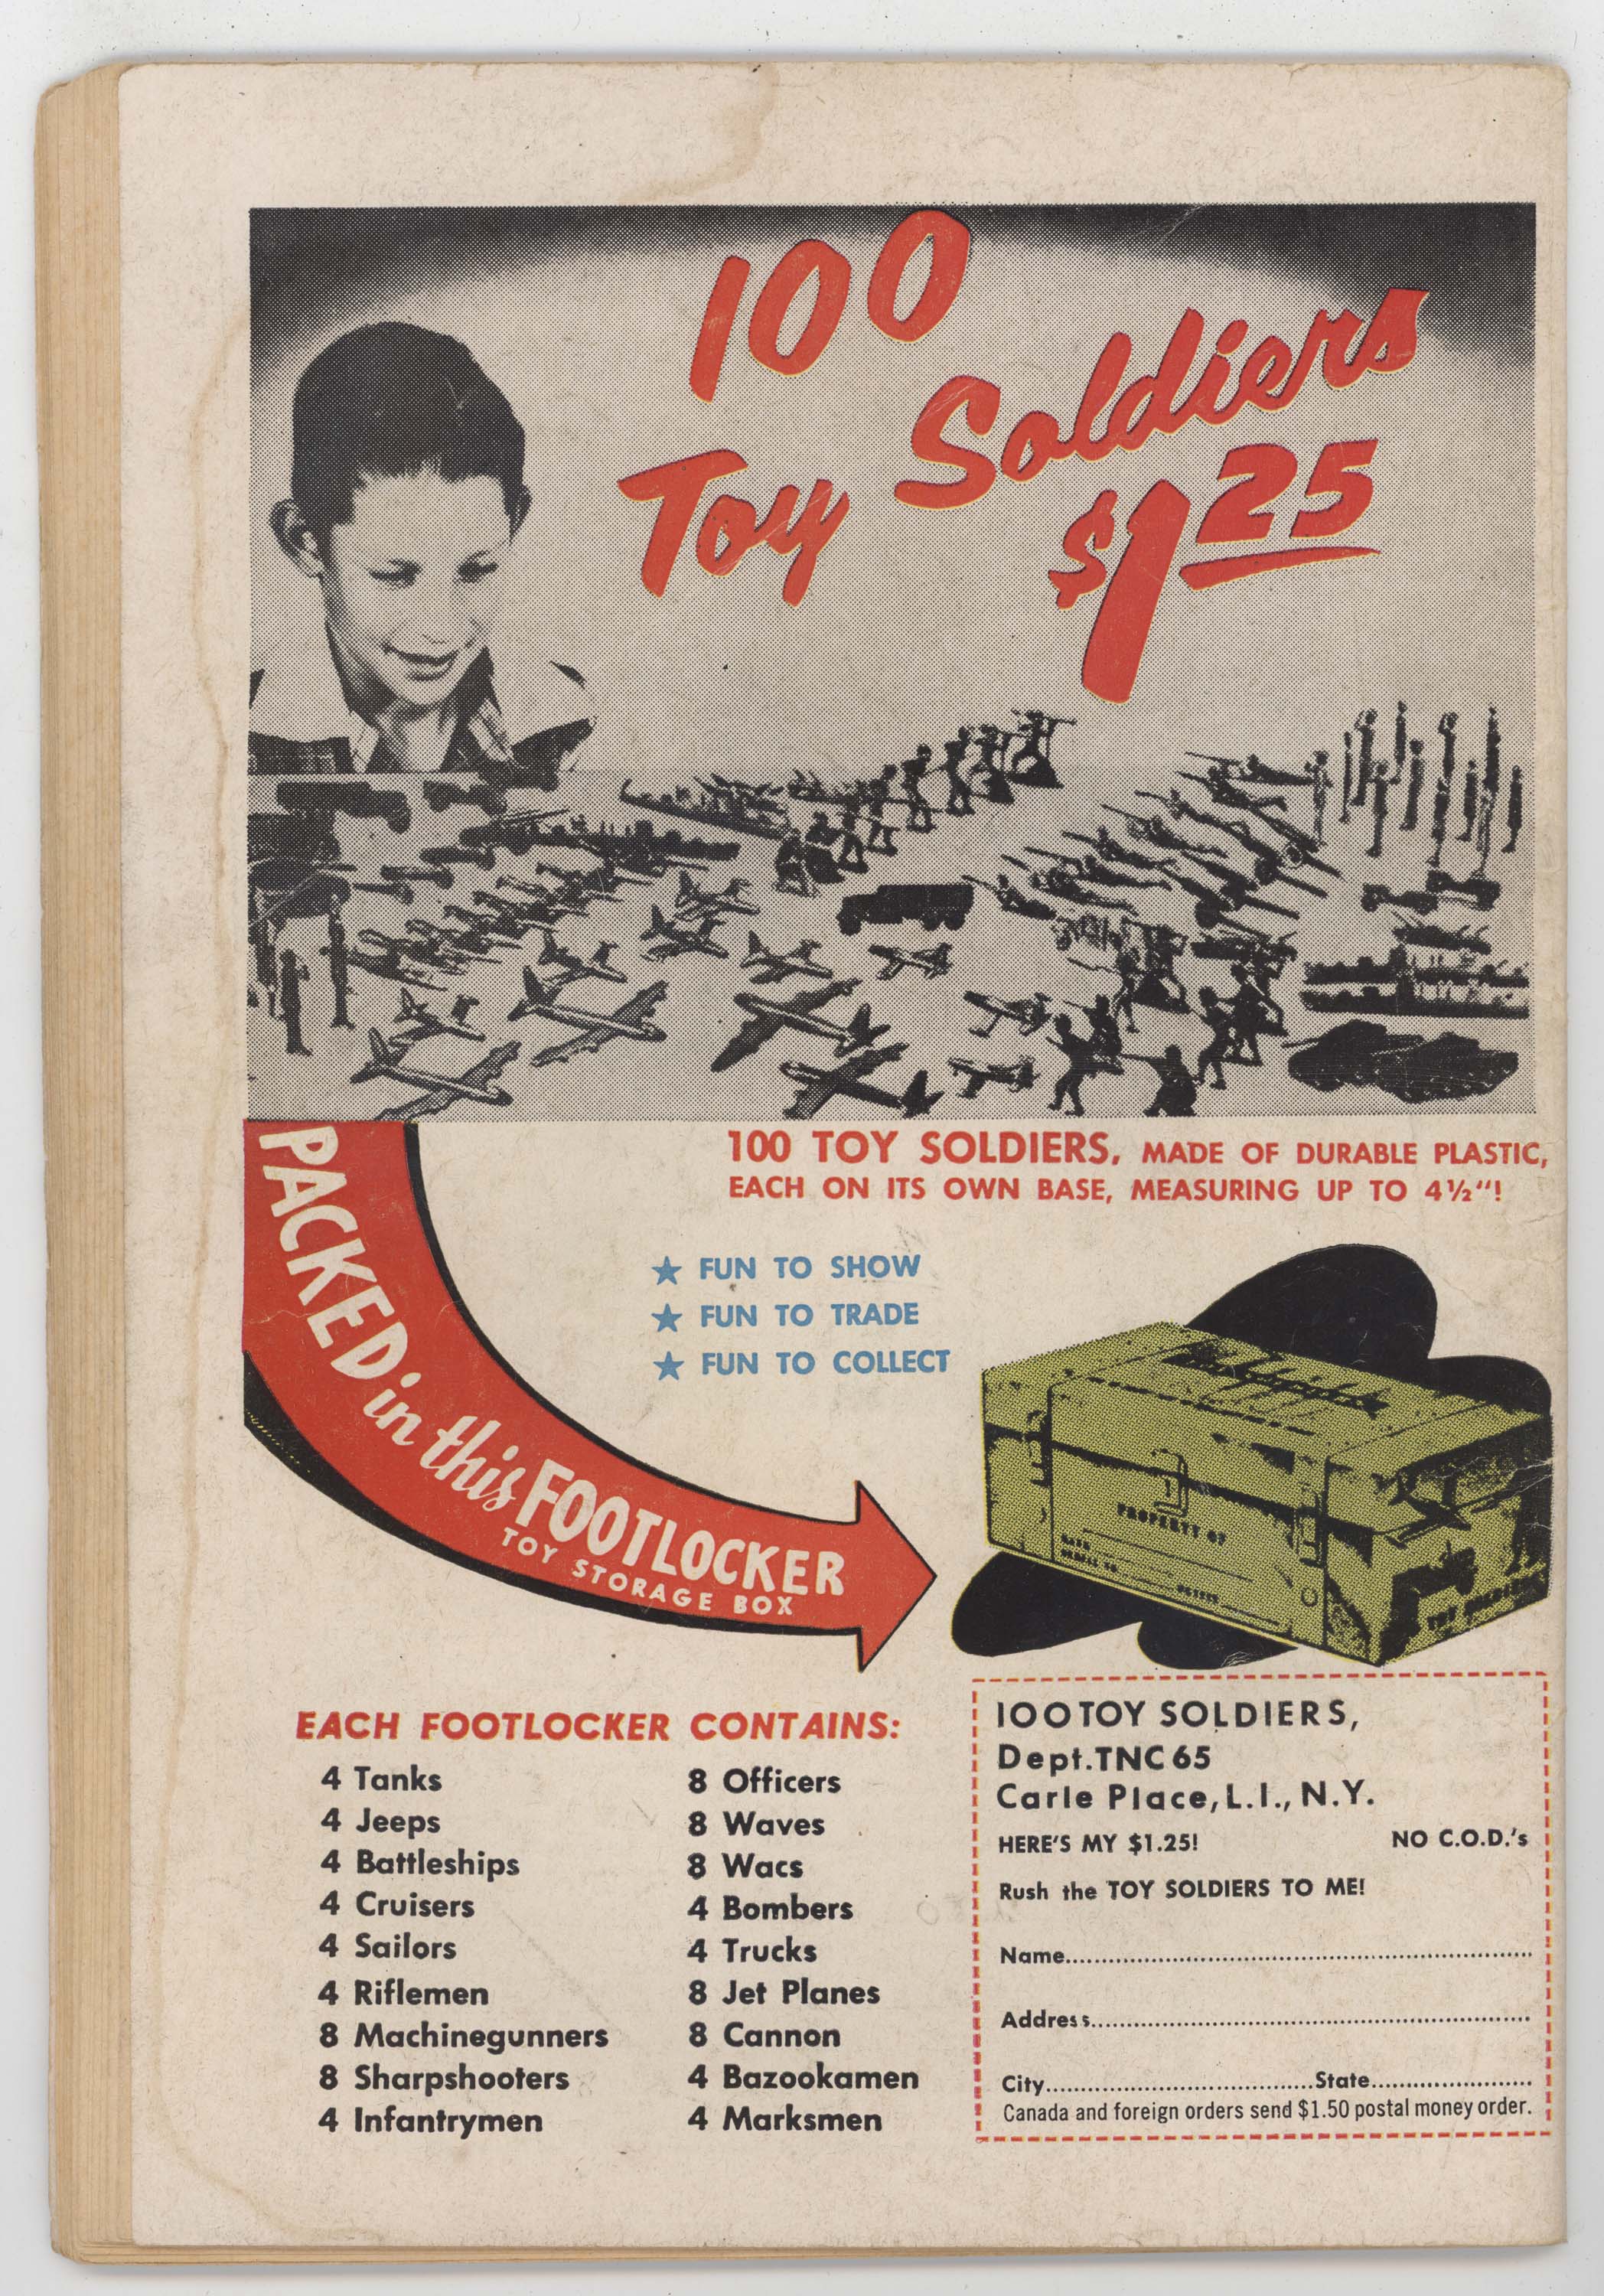 100
Toy Soldiers
$1 25
PACKED in this FOOTLOCKER
TOY STORAGE BOX
100 TOY SOLDIERS, MADE OF DURABLE PLASTIC,
EACH ON ITS OWN BASE, MEASURING UP TO 4½"!
★ FUN TO SHOW
★ FUN TO TRADE
★ FUN TO COLLECT
PROPERTY OF
EACH FOOTLOCKER CONTAINS:
4 Tanks
4 Jeeps
4 Battleships
4 Cruisers
4 Sailors
4 Riflemen
8 Machinegunners
8 Sharpshooters
4 Infantrymen
8 Officers
8 Waves
8 Wacs
4 Bombers
4 Trucks
8 Jet Planes
8 Cannon
4 Bazookamen
4 Marksmen
100 TOY SOLDIERS,
Dept. TNC 65
Carle Place, L.I., N.Y.
HERE'S MY $1.25! NO C.O.D.'s
Rush the TOY SOLDIERS TO ME!
Name
Address
City State
Canada and foreign orders send $1.50 postal money order.